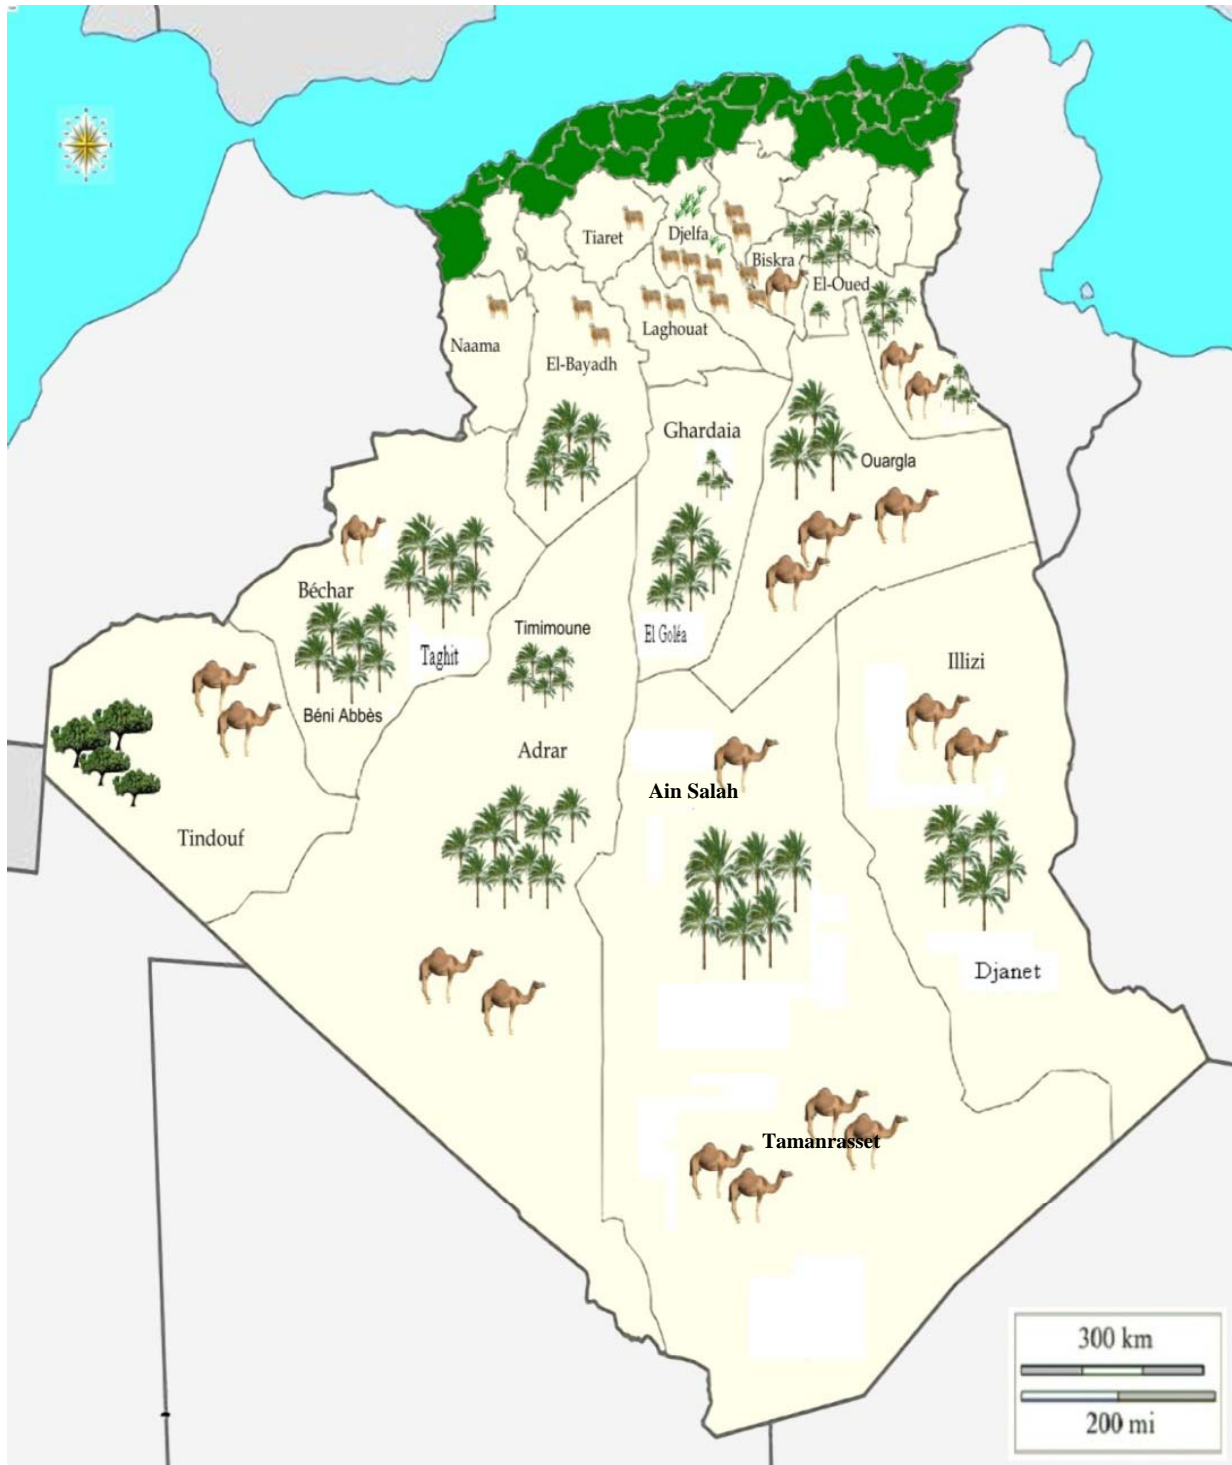 Tiaret
Djelfa
Biskra
El-Oued
Laghouat
Naama
El-Bayadh
Ghardaia
Ouargla
Béchar
Timimoune
El Goléa
Taghit
Illizi
Béni Abbès
Adrar
Ain Salah
Tindouf
Djanet
Tamanrasset
300 km
200 mi